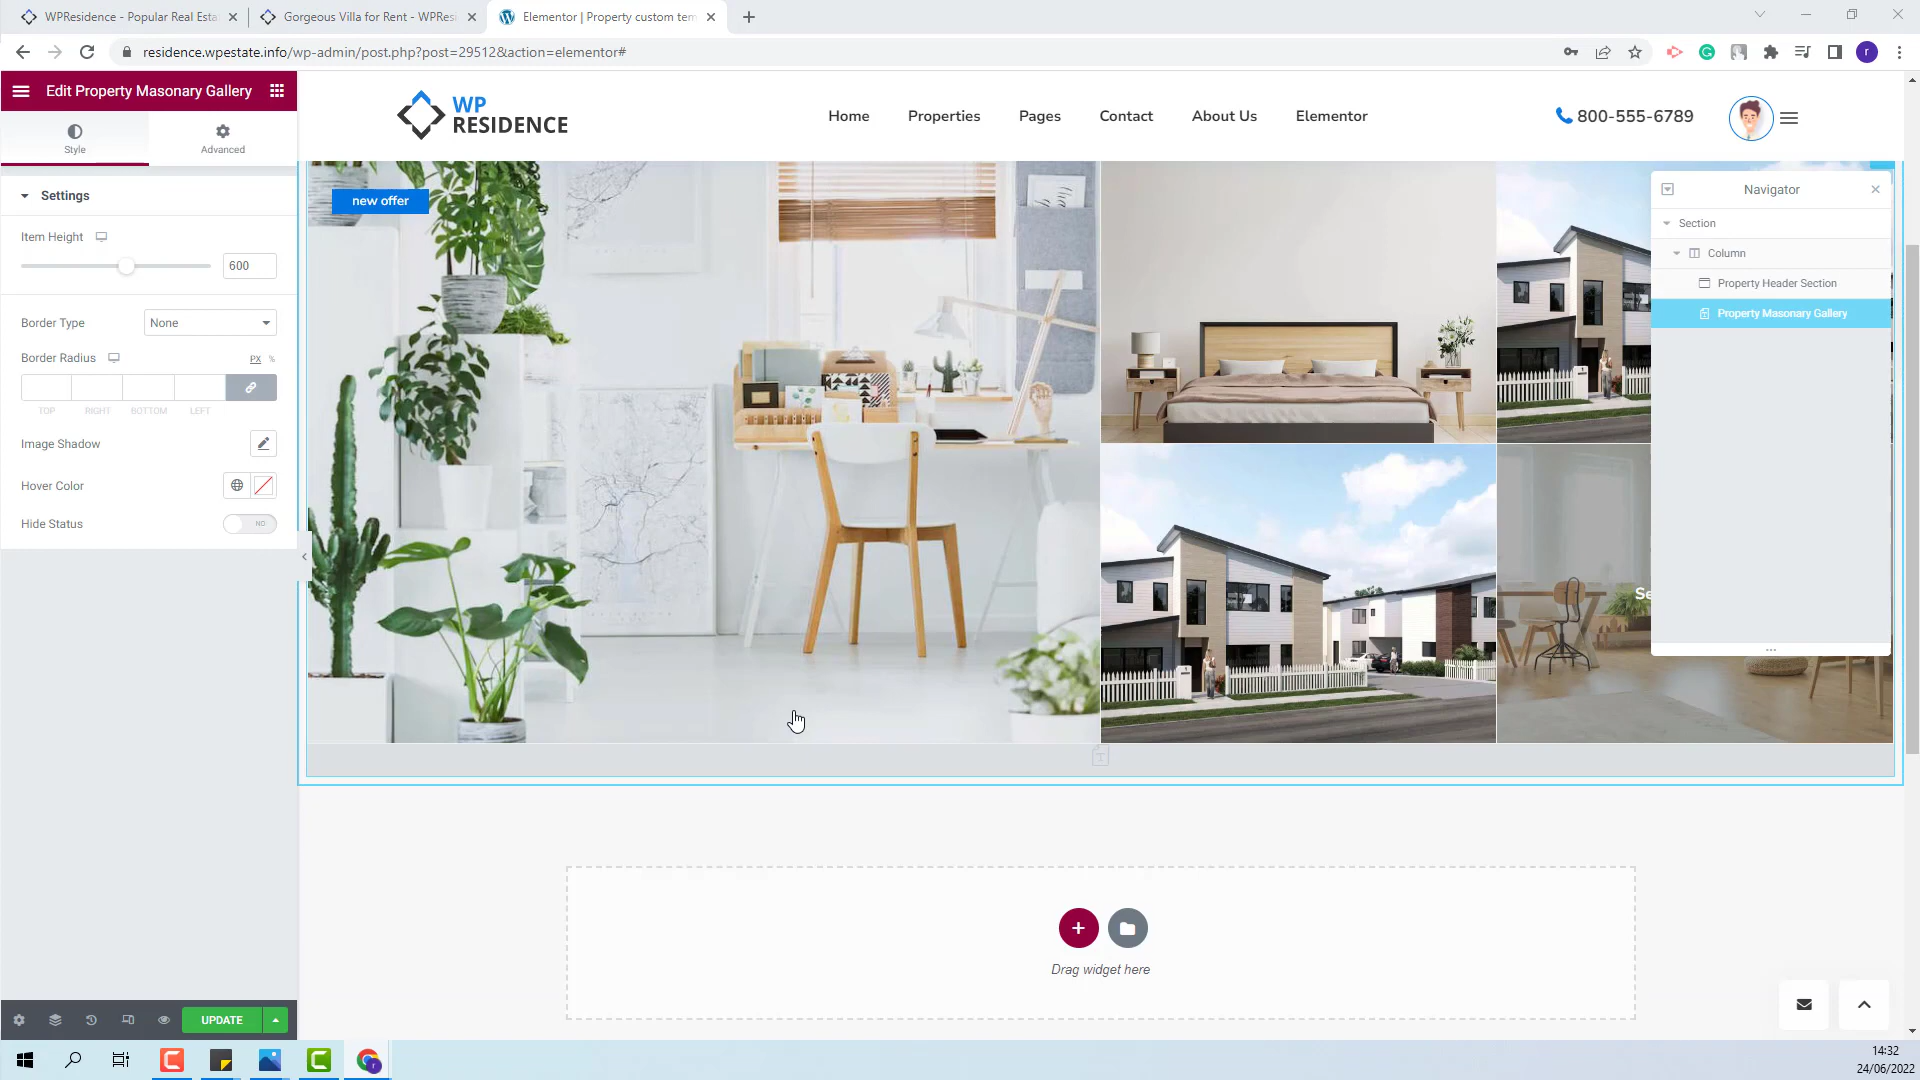 WPResidence - Popular Real Esta
Gorgeous Villa for Rent - WPResi
Elementor | Property custom tem
residence.wpestate.info/wp-admin/post.php?post=29512&action=elementor#
r
Edit Property Masonary Gallery
Style
Advanced
Settings
Item Height
600
Border Type
None
Border Radius
PX
%
TOP
RIGHT
BOTTOM
LEFT
Image Shadow
Hover Color
Hide Status
NO
UPDATE
WP
RESIDENCE
Home
Properties
Pages
Contact
About Us
Elementor
800-555-6789
new offer
Se
Navigator
Section
Column
Property Header Section
Property Masonary Gallery
Drag widget here
14:32
24/06/2022